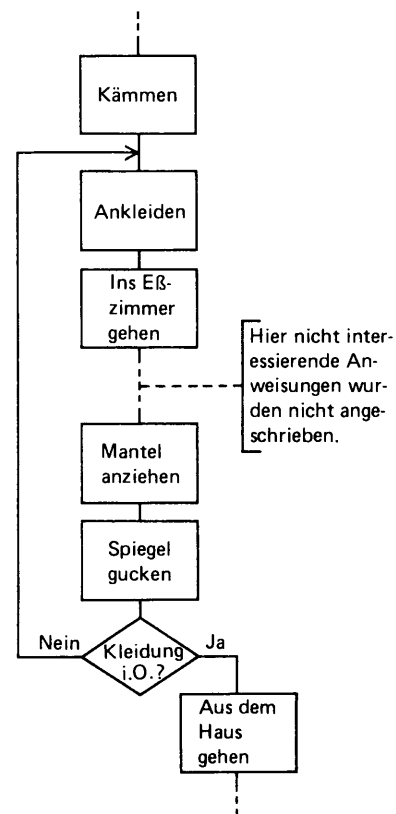 Kämmen
Ankleiden
Ins Eß-
zimmer
gehen
Hier nicht inter-
essierende An-
weisungen wur-
den nicht ange-
schrieben.
Mantel
anziehen
Spiegel
gucken
Nein
Kleidung
i.O.?
Ja
Aus dem
Haus
gehen